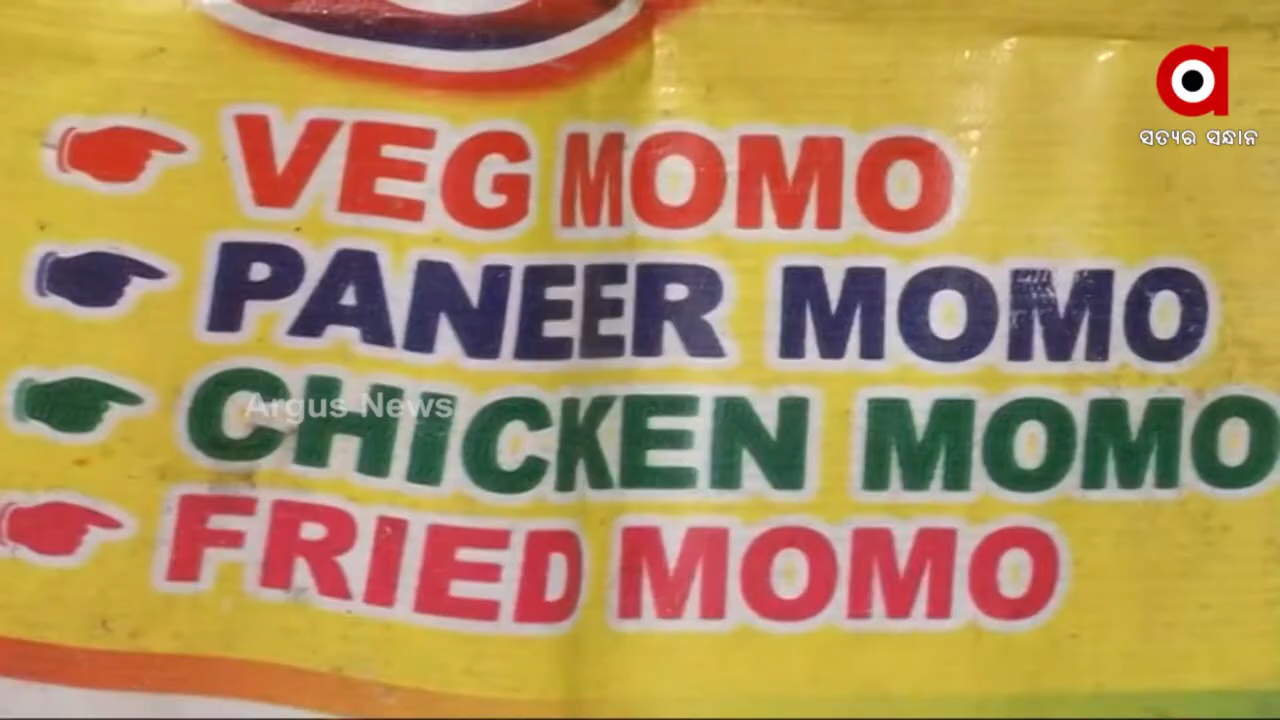 ସତ୍ୟର ସନ୍ଧାନ
VEG MOMO
PANEER MOMO
CHICKEN MOMO
Argus News
FRIED MOMO